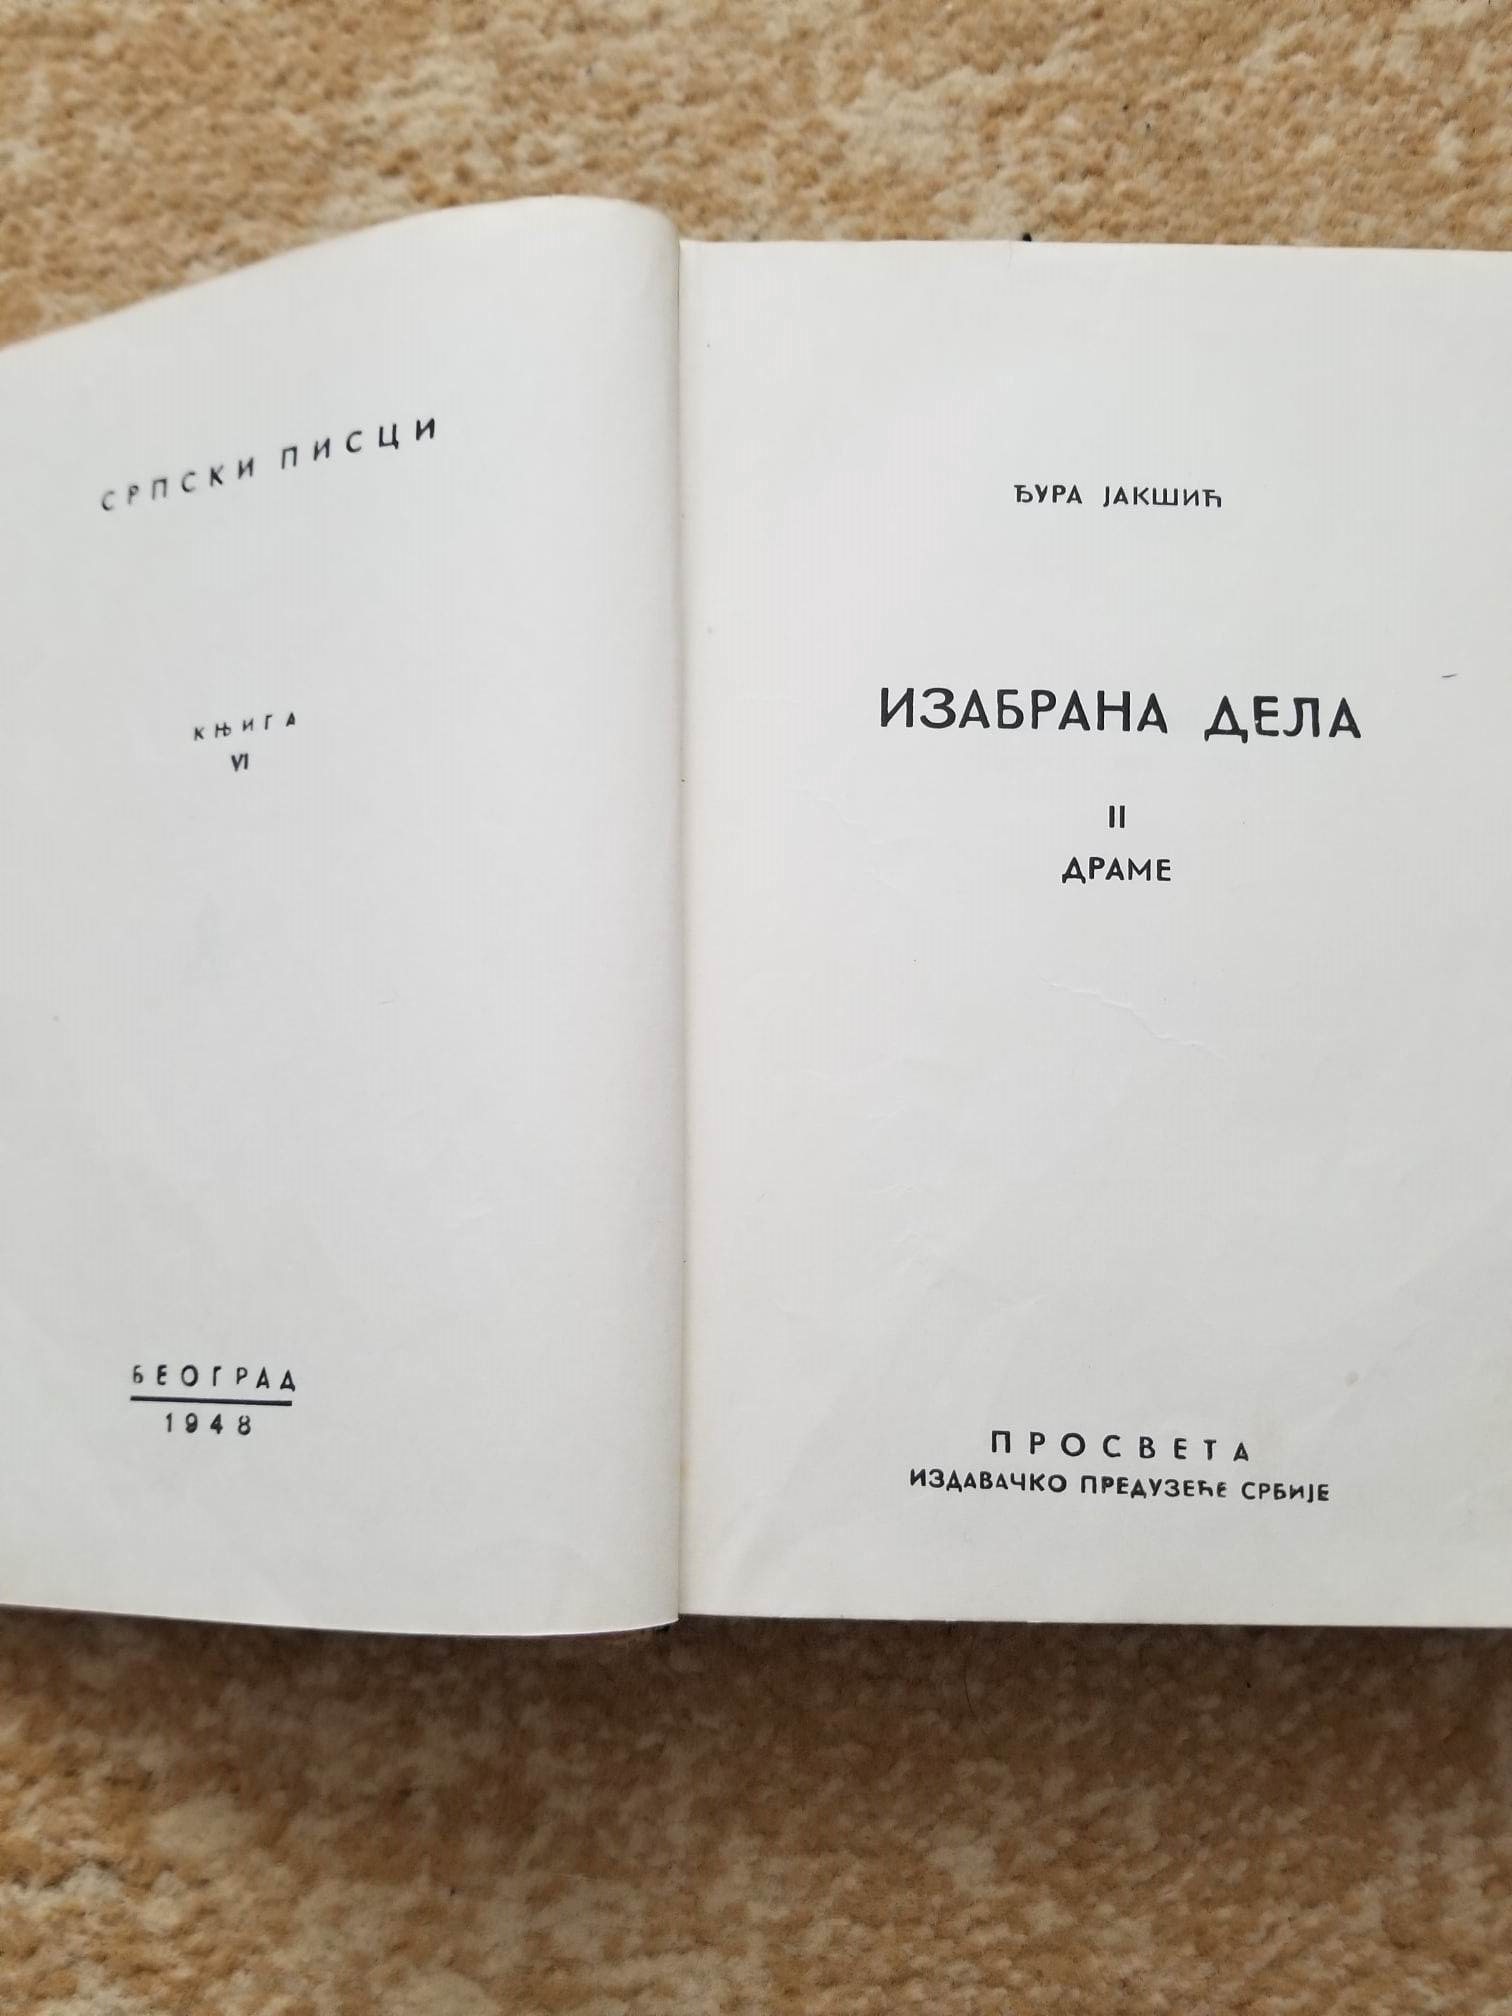 СРПСКИ ПИСЦИ
КЊИГА
VI
БЕОГРАД
1948
ЂУРА ЈАКШИЋ
ИЗАБРАНА ДЕЛА
II
ДРАМЕ
ПРОСВЕТА
ИЗДАВАЧКО ПРЕДУЗЕЋЕ СРБИЈЕ